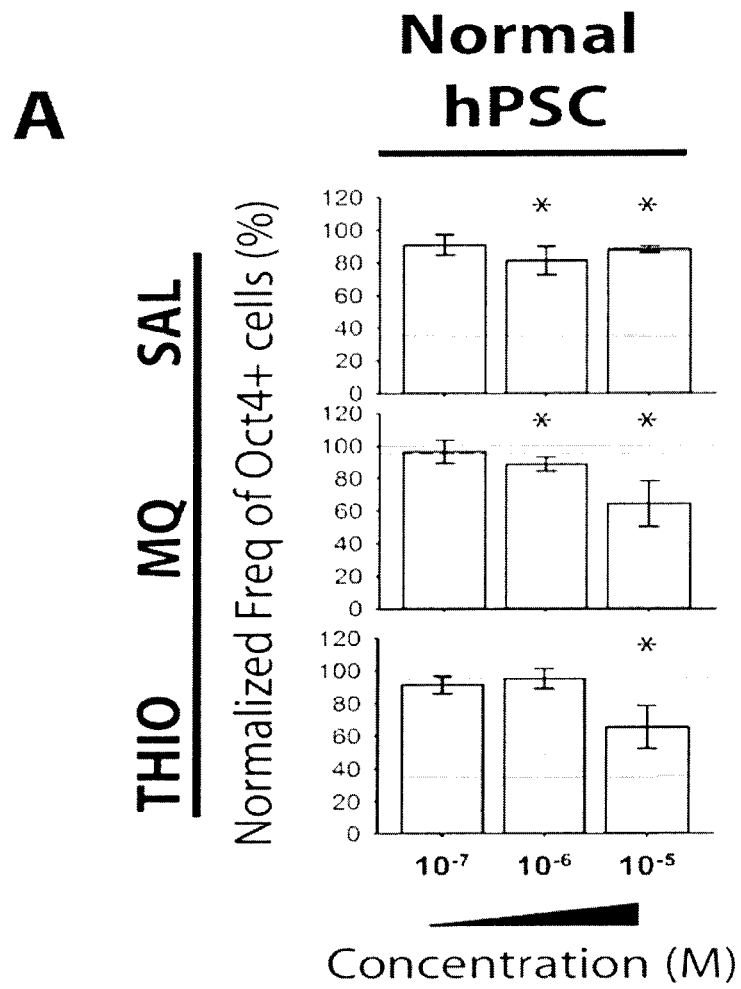 A
Normal
hPSC
SAL
MQ
THIO
Normalized Freq of Oct4+ cells (%)
120
100
80
60
40
20
0
* *
120
100
80
60
40
20
0
* *
120
100
80
60
40
20
0
*
10⁻⁷ 10⁻⁶ 10⁻⁵
Concentration (M)